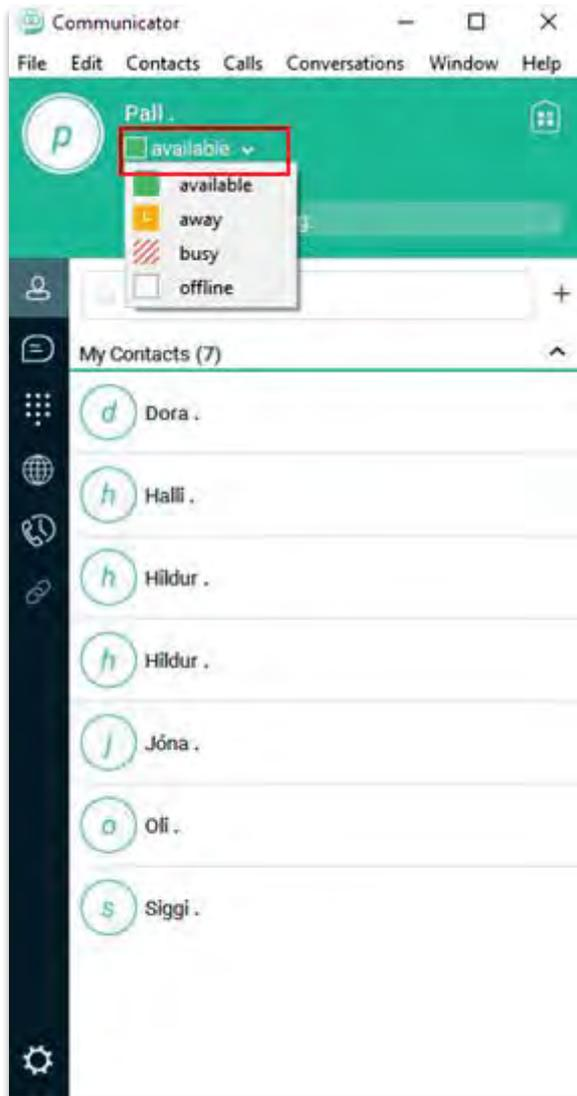 Communicator
File Edit Contacts Calls Conversations Window Help
p
Pall .
available
available
away
busy
offline
My Contacts (7)
d Dora .
h Halli .
h Hildur .
h Hildur .
j Jóna .
o Oli .
s Siggi .